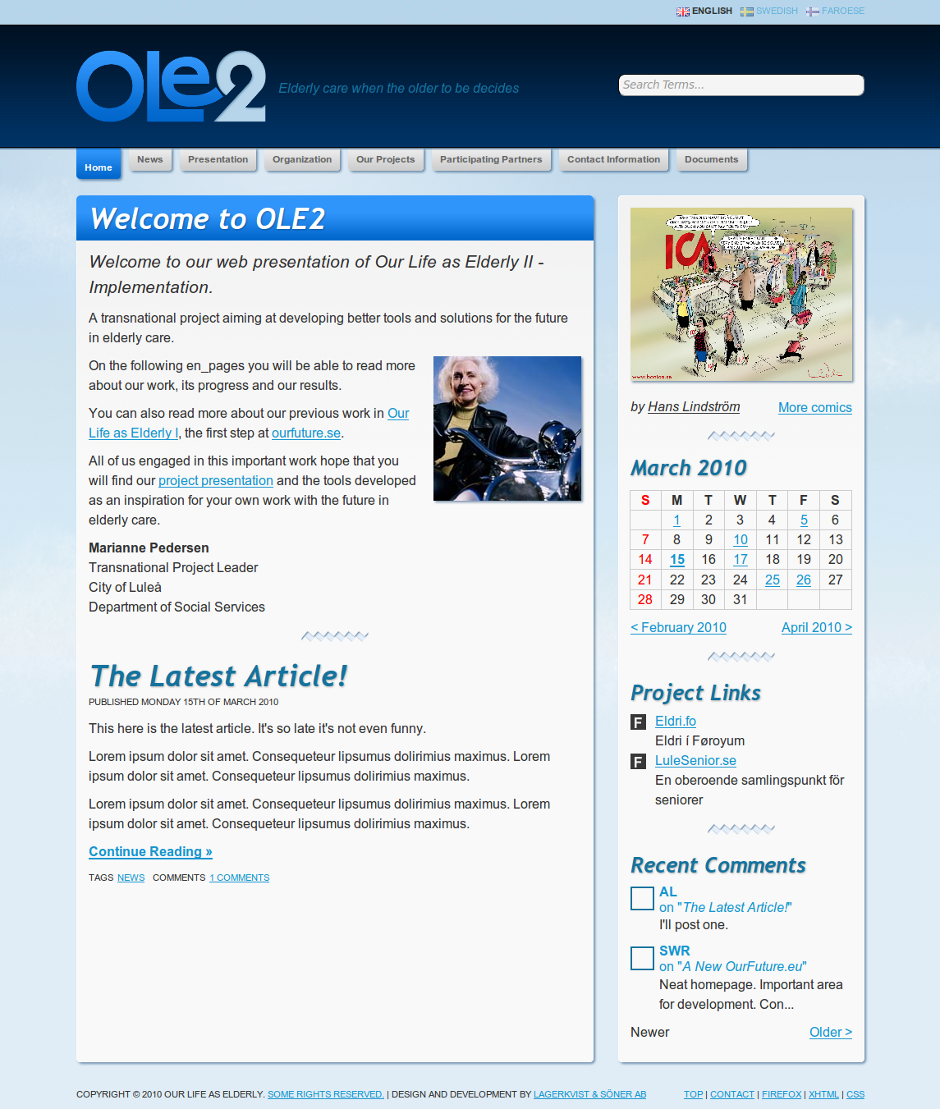 ENGLISH SWEDISH FAROESE
OLe2
Elderly care when the older to be decides
Search Terms...
Home News Presentation Organization Our Projects Participating Partners Contact Information Documents
Welcome to OLE2
Welcome to our web presentation of Our Life as Elderly II -
Implementation.
A transnational project aiming at developing better tools and solutions for the future
in elderly care.
On the following en_pages you will be able to read more
about our work, its progress and our results.
You can also read more about our previous work in Our
Life as Elderly I, the first step at ourfuture.se.
All of us engaged in this important work hope that you
will find our project presentation and the tools developed
as an inspiration for your own work with the future in
elderly care.
Marianne Pedersen
Transnational Project Leader
City of Luleå
Department of Social Services
The Latest Article!
PUBLISHED MONDAY 15TH OF MARCH 2010
This here is the latest article. It's so late it's not even funny.
Lorem ipsum dolor sit amet. Consequeteur lipsumus dolirimius maximus. Lorem
ipsum dolor sit amet. Consequeteur lipsumus dolirimius maximus.
Lorem ipsum dolor sit amet. Consequeteur lipsumus dolirimius maximus. Lorem
ipsum dolor sit amet. Consequeteur lipsumus dolirimius maximus.
Continue Reading »
TAGS NEWS COMMENTS 1 COMMENTS
ICA
by Hans Lindström More comics
March 2010
S M T W T F S
1 2 3 4 5 6
7 8 9 10 11 12 13
14 15 16 17 18 19 20
21 22 23 24 25 26 27
28 29 30 31
< February 2010 April 2010 >
Project Links
F Eldri.fo
Eldri í Føroyum
F LuleSenior.se
En oberoende samlingspunkt för
seniorer
Recent Comments
AL
on "The Latest Article!"
I'll post one.
SWR
on "A New OurFuture.eu"
Neat homepage. Important area
for development. Con...
Newer Older >
COPYRIGHT © 2010 OUR LIFE AS ELDERLY. SOME RIGHTS RESERVED. | DESIGN AND DEVELOPMENT BY LAGERKVIST & SÖNER AB TOP | CONTACT | FIREFOX | XHTML | CSS